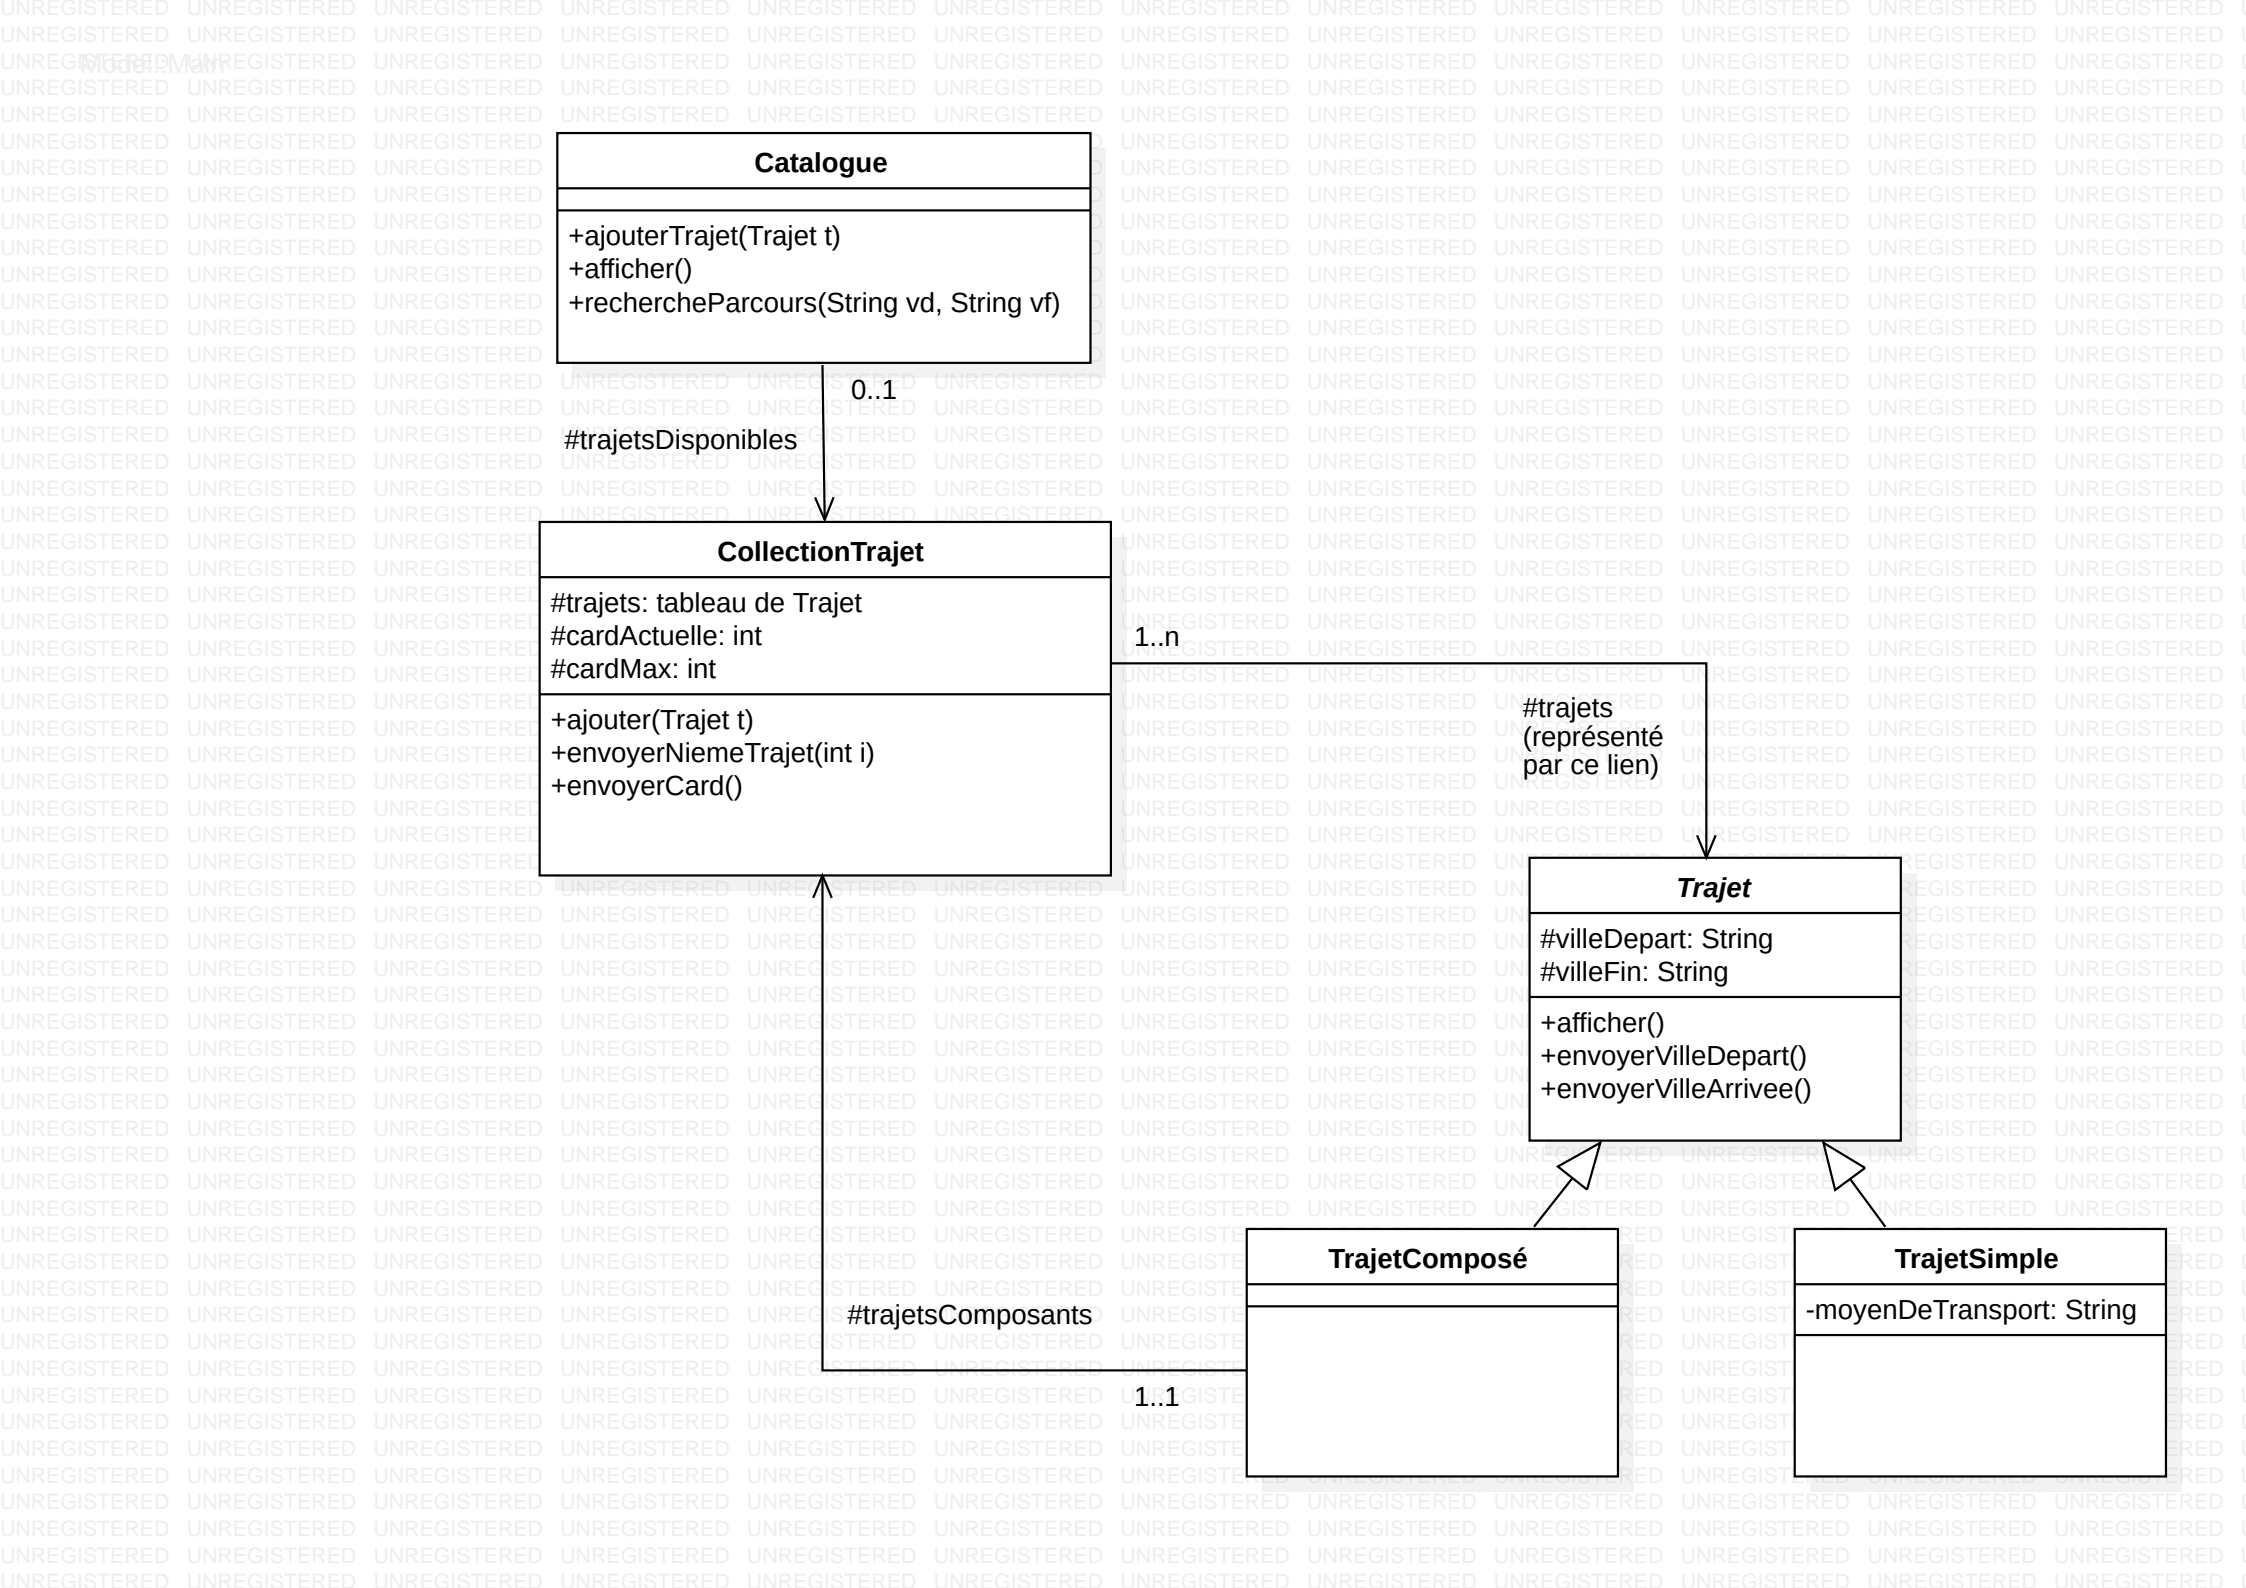 Model::Main
Catalogue
+ajouterTrajet(Trajet t)
+afficher()
+rechercheParcours(String vd, String vf)
0..1
#trajetsDisponibles
CollectionTrajet
#trajets: tableau de Trajet
#cardActuelle: int
#cardMax: int
+ajouter(Trajet t)
+envoyerNiemeTrajet(int i)
+envoyerCard()
1..n
#trajets
(représenté
par ce lien)
Trajet
#villeDepart: String
#villeFin: String
+afficher()
+envoyerVilleDepart()
+envoyerVilleArrivee()
TrajetComposé
TrajetSimple
-moyenDeTransport: String
#trajetsComposants
1..1
UNREGISTERED